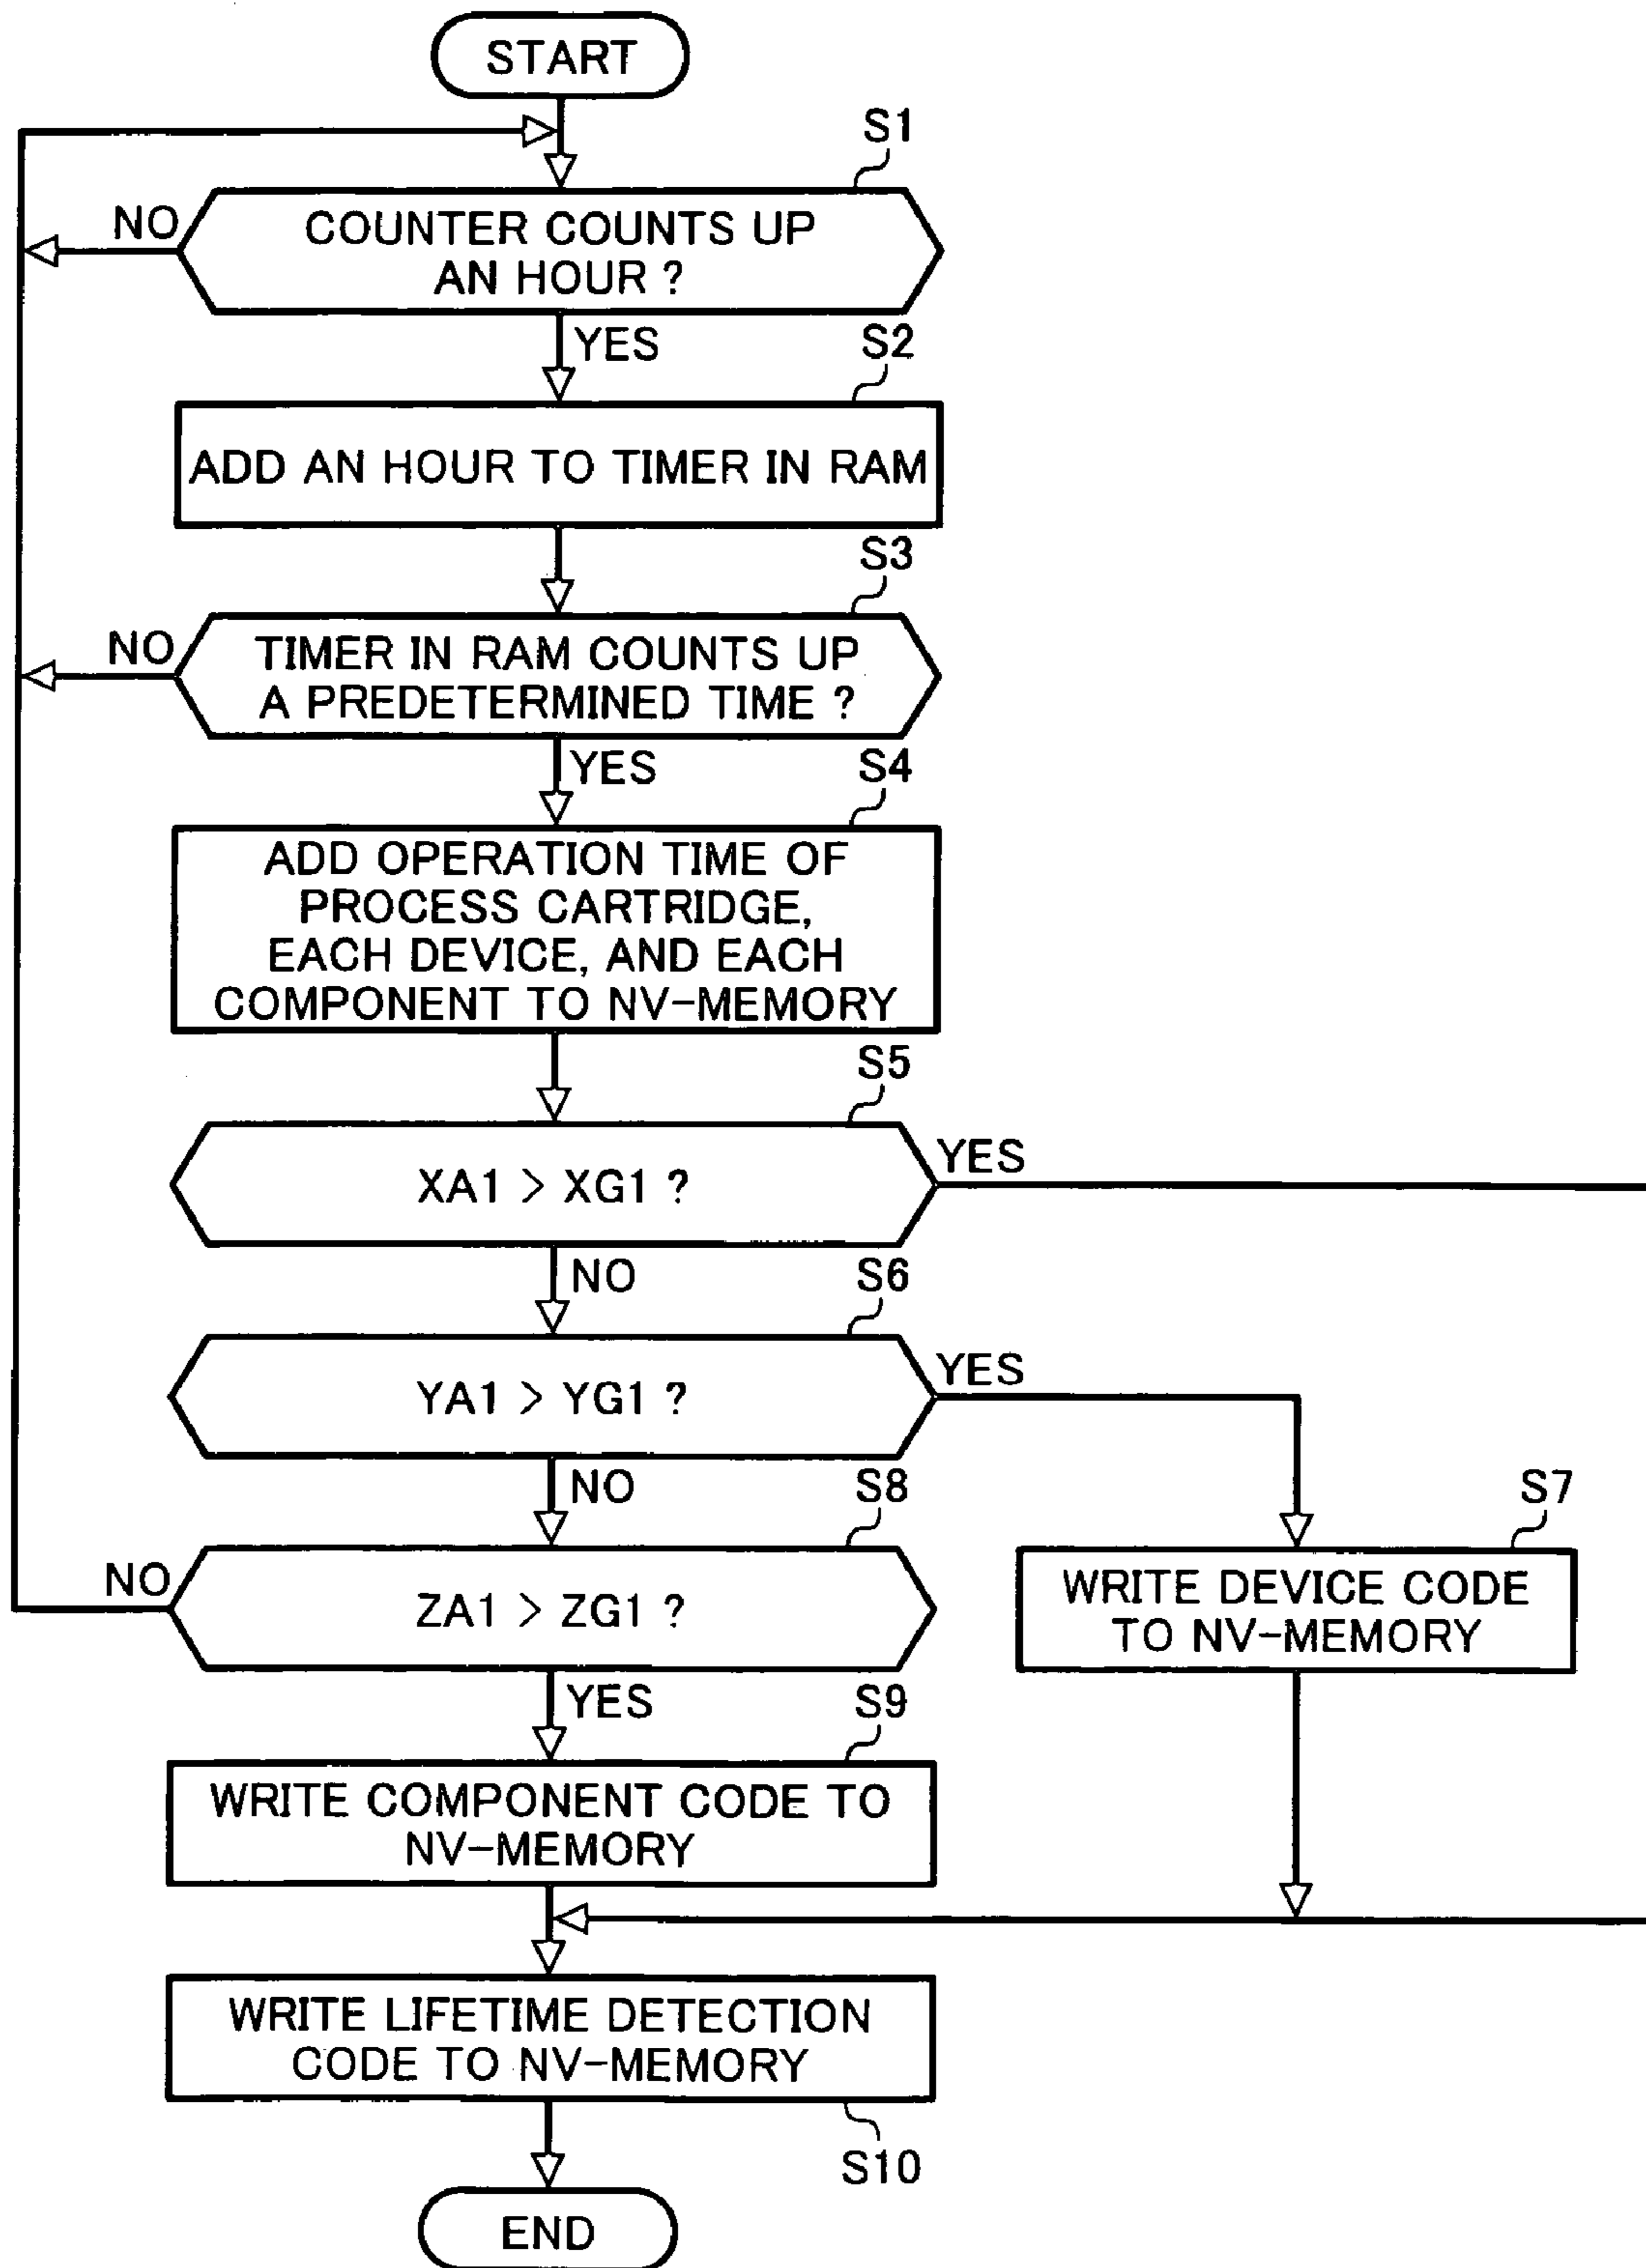 START
S1
NO
COUNTER COUNTS UP
AN HOUR ?
YES
S2
ADD AN HOUR TO TIMER IN RAM
S3
NO
TIMER IN RAM COUNTS UP
A PREDETERMINED TIME ?
YES
S4
ADD OPERATION TIME OF
PROCESS CARTRIDGE,
EACH DEVICE, AND EACH
COMPONENT TO NV-MEMORY
S5
XA1 > XG1 ?
YES
NO
S6
YA1 > YG1 ?
YES
NO
S8
S7
NO
ZA1 > ZG1 ?
WRITE DEVICE CODE
TO NV-MEMORY
YES
S9
WRITE COMPONENT CODE TO
NV-MEMORY
WRITE LIFETIME DETECTION
CODE TO NV-MEMORY
S10
END